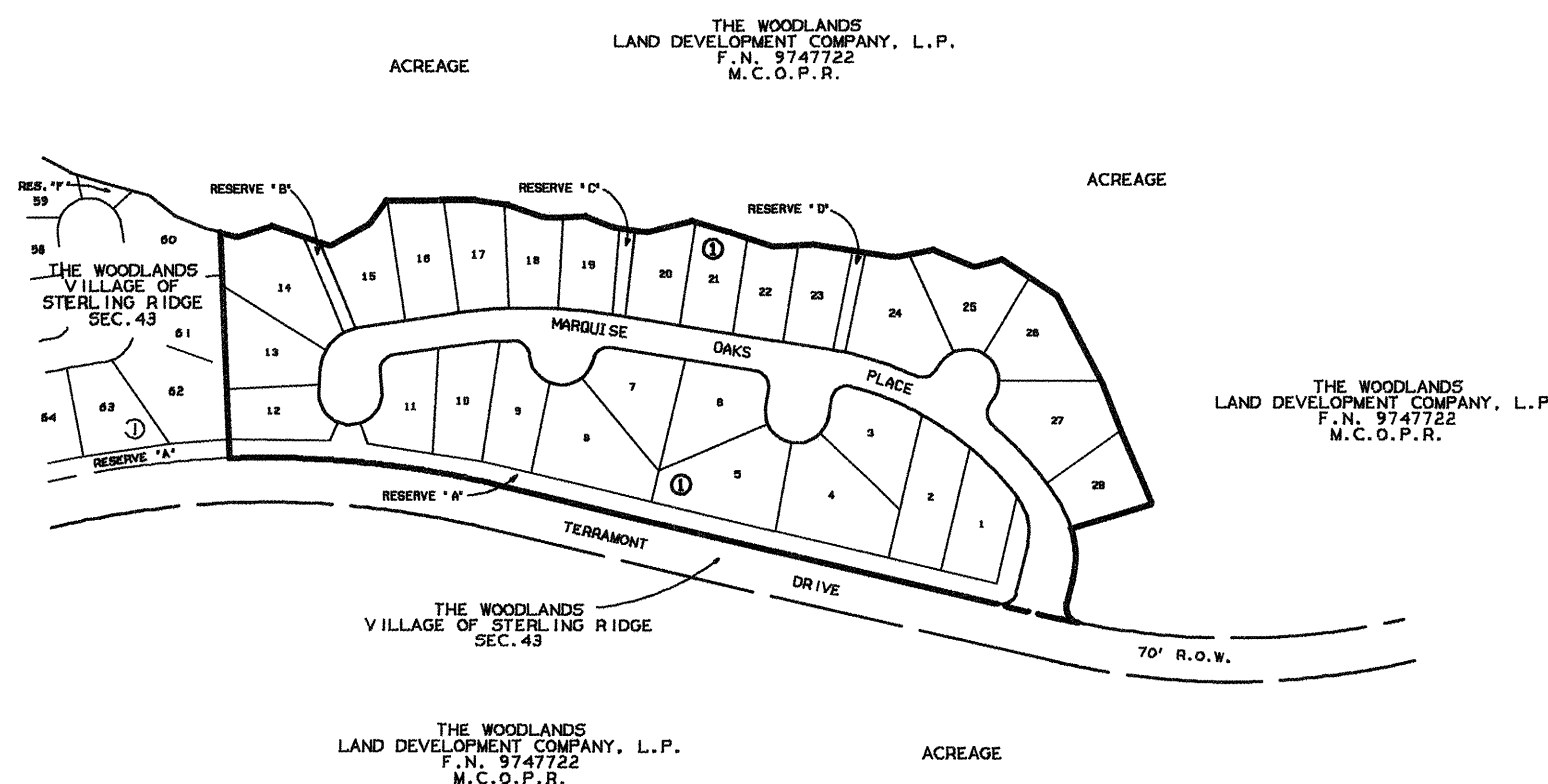 THE WOODLANDS
LAND DEVELOPMENT COMPANY, L.P.
F.N. 9747722
M.C.O.P.R.
ACREAGE
ACREAGE
RES. "F"
RESERVE "B"
RESERVE "C"
RESERVE "D"
59
58
60
THE WOODLANDS
VILLAGE OF
STERLING RIDGE
SEC. 43
61
62
63
64
1
RESERVE "A"
14
15
16
17
18
19
20
1
21
22
23
24
25
26
13
12
11
10
9
8
7
6
5
4
3
2
1
27
28
1
MARQUISE
OAKS
PLACE
RESERVE "A"
TERRAMONT
DRIVE
THE WOODLANDS
VILLAGE OF STERLING RIDGE
SEC. 43
70' R.O.W.
THE WOODLANDS
LAND DEVELOPMENT COMPANY, L.P
F.N. 9747722
M.C.O.P.R.
THE WOODLANDS
LAND DEVELOPMENT COMPANY, L.P.
F.N. 9747722
M.C.O.P.R.
ACREAGE